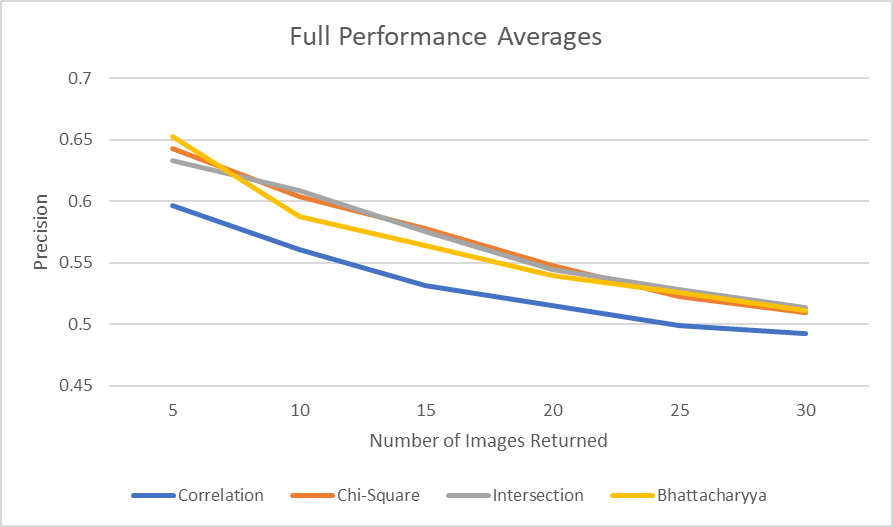 Full Performance Averages
0.7
0.65
0.6
0.55
0.5
0.45
Precision
5 10 15 20 25 30
Number of Images Returned
Correlation Chi-Square Intersection Bhattacharyya